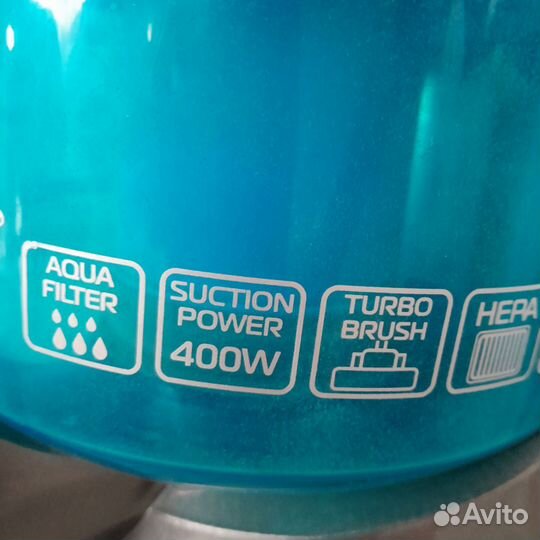 AQUA
FILTER
SUCTION
POWER
400W
TURBO
BRUSH
HEPA
Avito